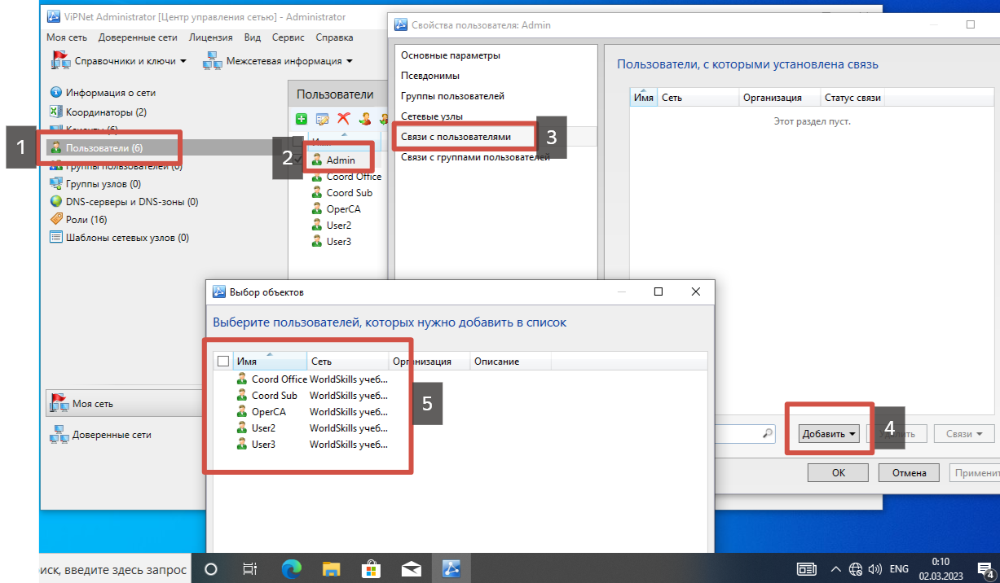 ViPNet Administrator [Центр управления сетью] - Administrator
Моя сеть Доверенные сети Лицензия Вид Сервис Справка
Справочники и ключи Межсетевая информация
Информация о сети
Координаторы (2)
Клиенты (6)
Пользователи (6)
Группы пользователей (0)
Группы узлов (0)
DNS-серверы и DNS-зоны (0)
Роли (16)
Шаблоны сетевых узлов (0)
Моя сеть
Доверенные сети
1
Пользователи
2
Admin
Coord Office
Coord Sub
OperCA
User2
User3
Свойства пользователя: Admin
Основные параметры
Псевдонимы
Группы пользователей
Сетевые узлы
Связи с пользователями
Связи с группами пользователей
3
Пользователи, с которыми установлена связь
Имя Сеть Организация Статус связи
Этот раздел пуст.
Добавить
4
Связи
ОК Отмена Применит
Выбор объектов
Выберите пользователей, которых нужно добавить в список
Имя Сеть Организация Описание
Coord Office WorldSkills учеб...
Coord Sub WorldSkills учеб...
OperCA WorldSkills учеб...
User2 WorldSkills учеб...
User3 WorldSkills учеб...
5
иск, введите здесь запрос
ENG
0:10
02.03.2023
4